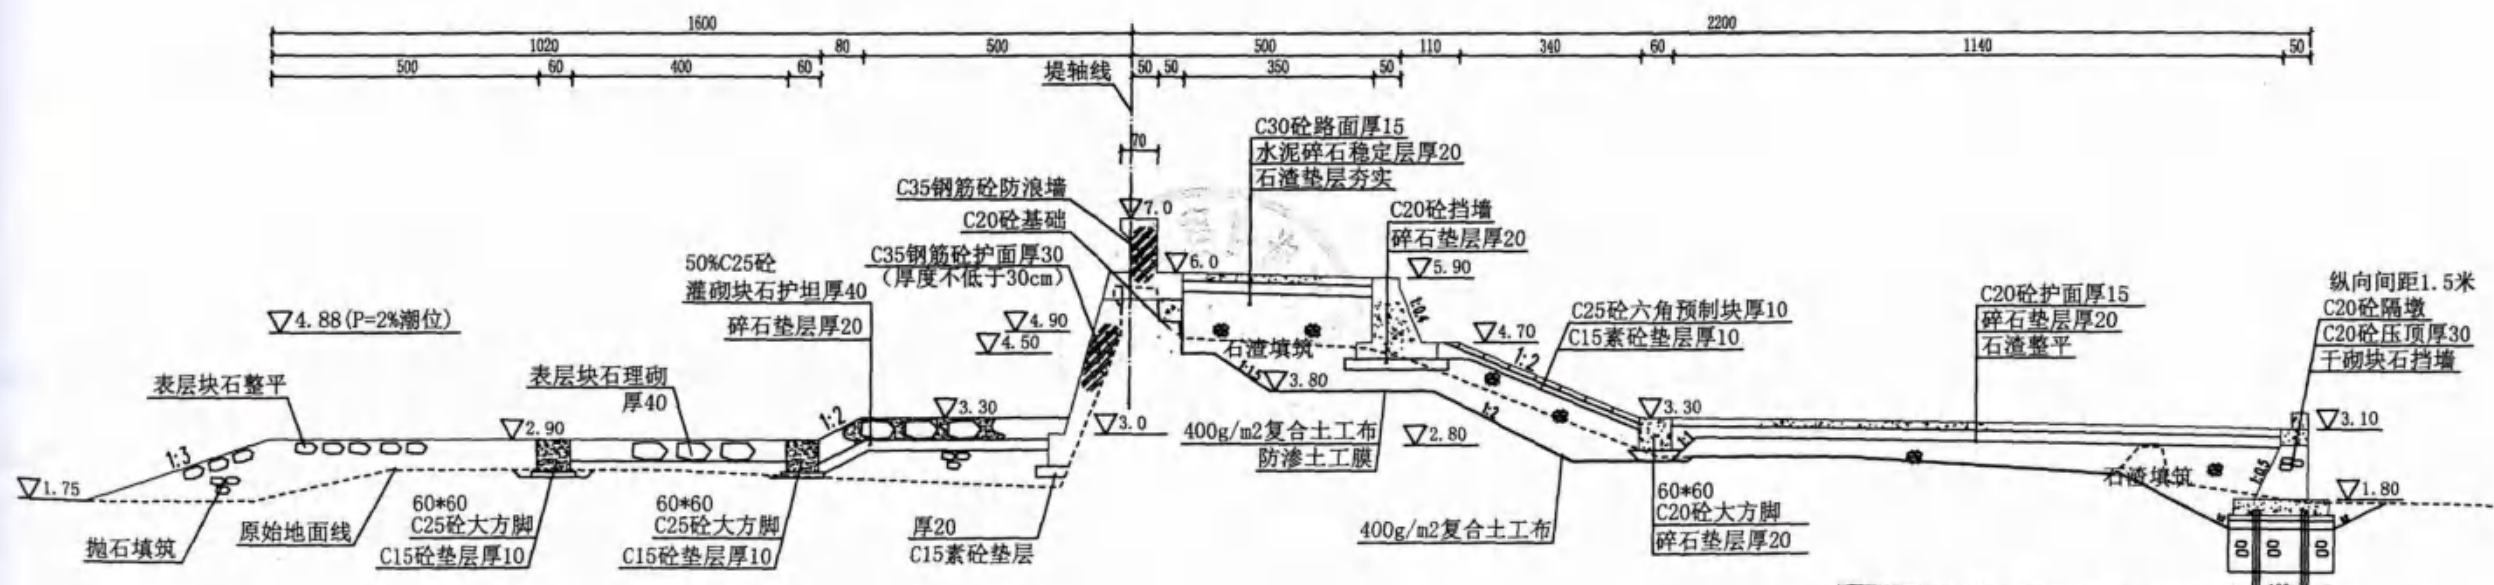 1600
2200
1020
80
500
500
110
340
60
1140
50
500
60
400
60
50
50
350
50
堤轴线
70
C30砼路面厚15
水泥碎石稳定层厚20
石渣垫层夯实
C35钢筋砼防浪墙
C20砼基础
C35钢筋砼护面厚30
(厚度不低于30cm)
7.0
6.0
C20砼挡墙
碎石垫层厚20
5.90
50%C25砼
灌砌块石护坦厚40
碎石垫层厚20
4.88(P=2%潮位)
4.90
4.50
1:0.4
4.70
C25砼六角预制块厚10
C15素砼垫层厚10
C20砼护面厚15
碎石垫层厚20
石渣整平
纵向间距1.5米
C20砼隔墩
C20砼压顶厚30
干砌块石挡墙
表层块石整平
表层块石理砌
厚40
石渣填筑
1:1.5
3.80
1:2
1:2
1:3
2.90
1:2
3.30
3.0
400g/m2复合土工布
防渗土工膜
2.80
3.30
1:1
3.10
石渣填筑
1:0.5
1.75
1.80
抛石填筑
原始地面线
60*60
C25砼大方脚
C15砼垫层厚10
60*60
C25砼大方脚
C15砼垫层厚10
厚20
C15素砼垫层
400g/m2复合土工布
60*60
C20砼大方脚
碎石垫层厚20